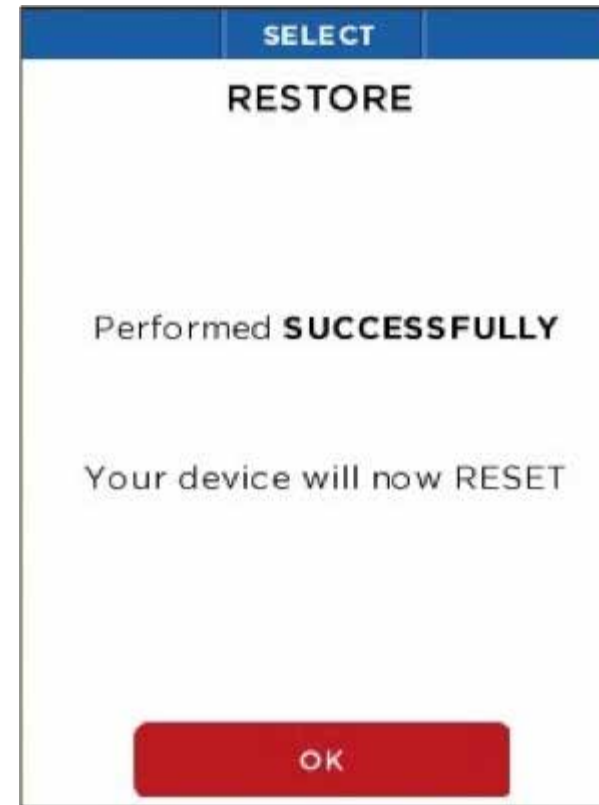 SELECT
RESTORE
Performed SUCCESSFULLY
Your device will now RESET
OK